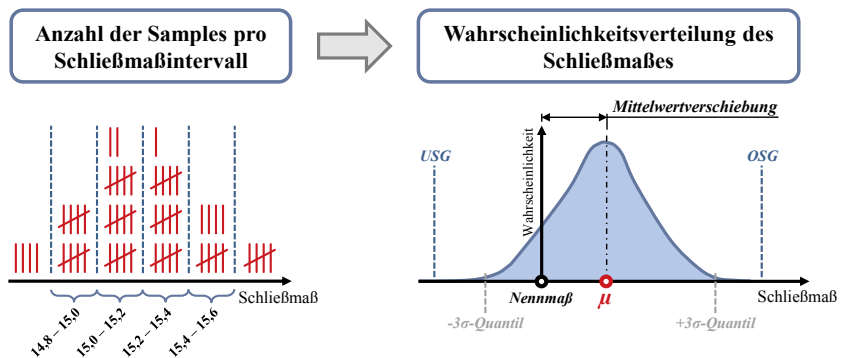 Anzahl der Samples pro
Schließmaßintervall
Wahrscheinlichkeitsverteilung des
Schließmaßes
Mittelwertverschiebung
USG
Wahrscheinlichkeit
OSG
Schließmaß
14,8 – 15,0
15,0 – 15,2
15,2 – 15,4
15,4 – 15,6
Nennmaß
μ
Schließmaß
-3σ-Quantil
+3σ-Quantil